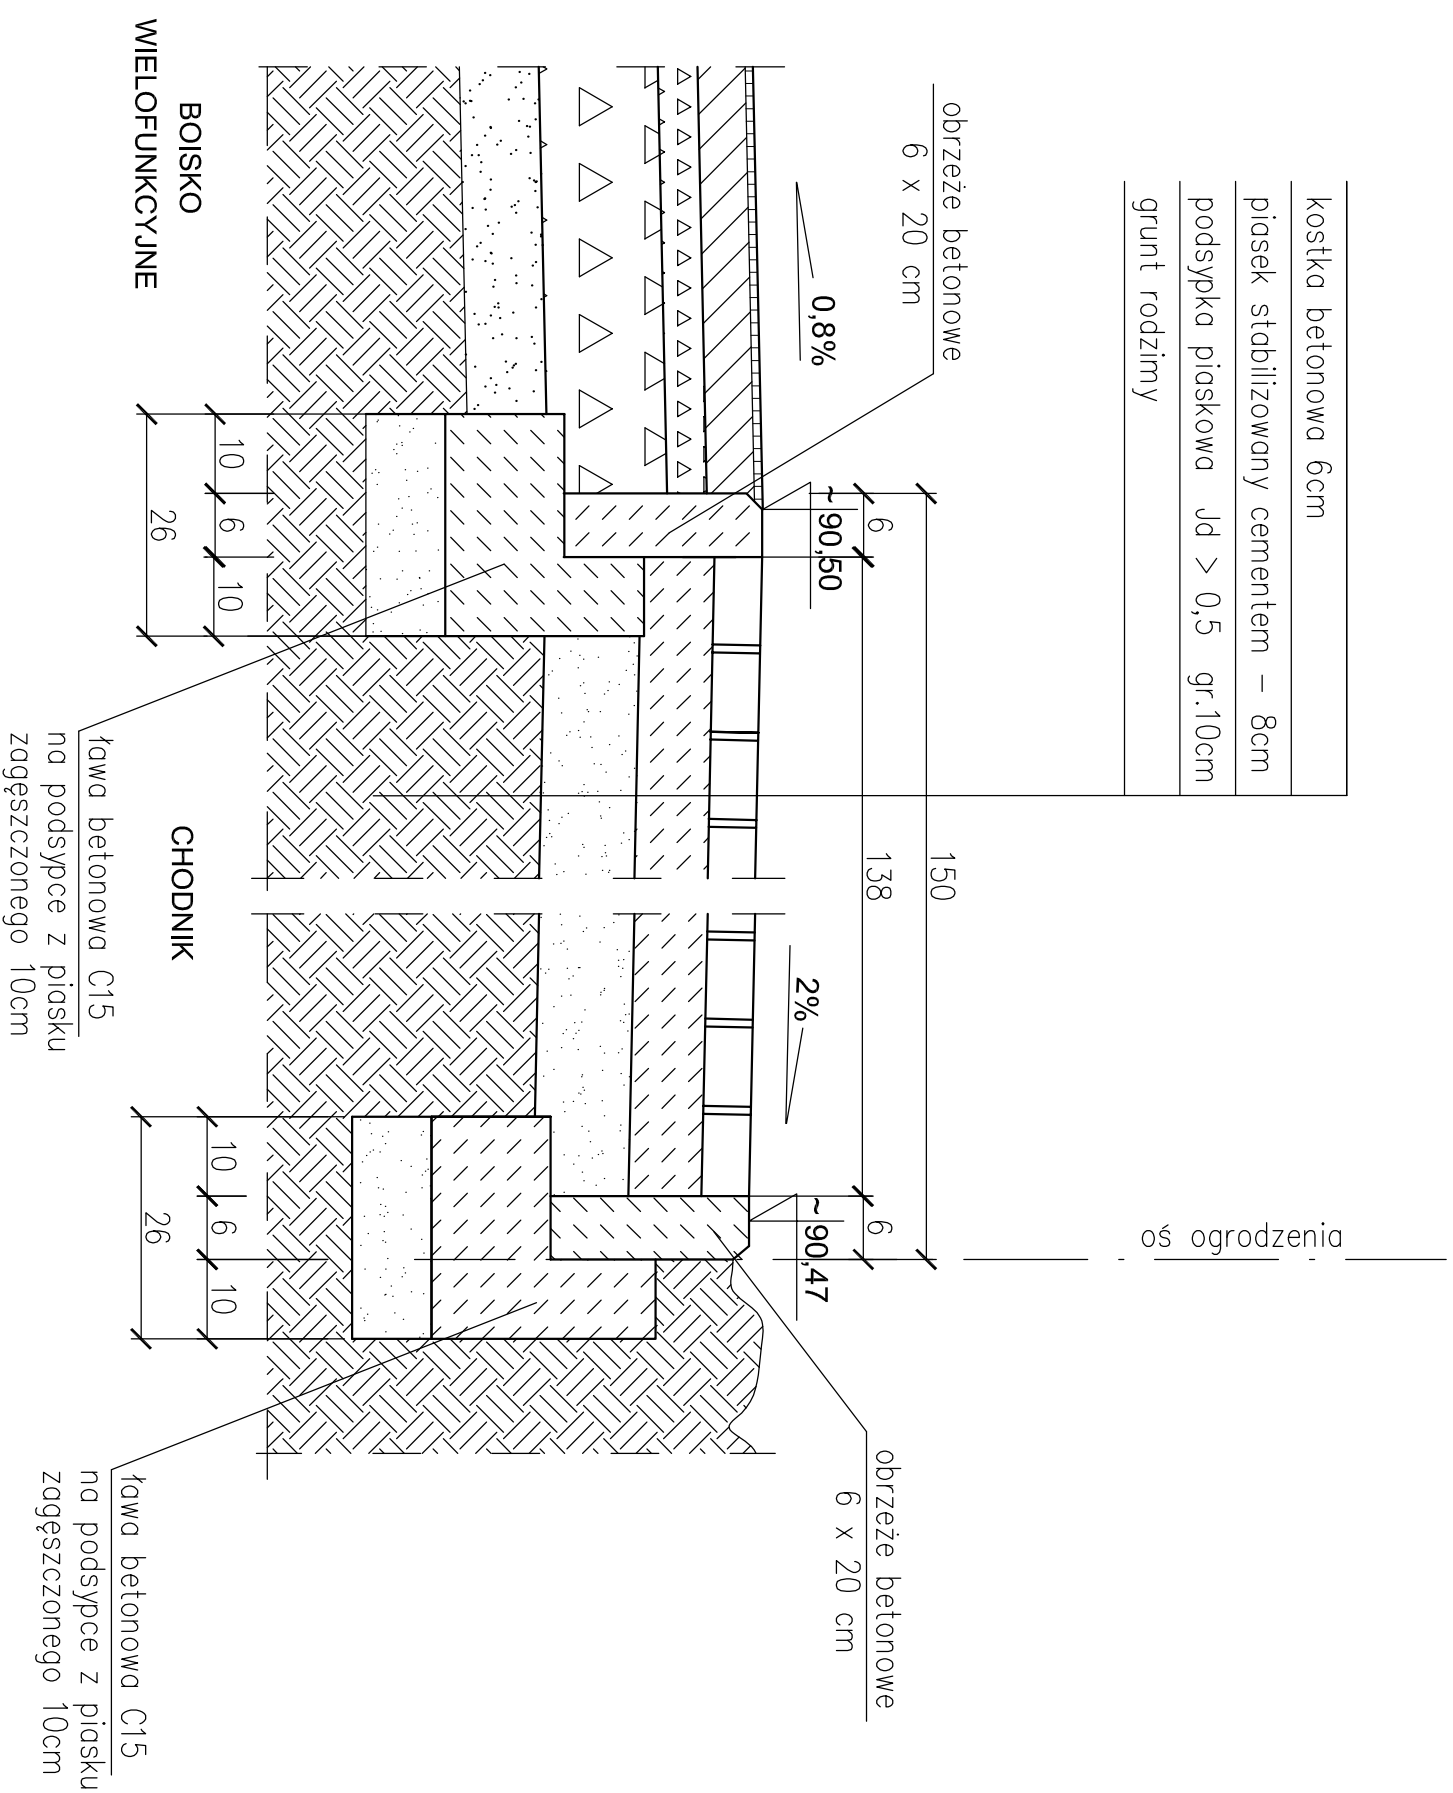 kostka betonowa 6cm
piasek stabilizowany cementem – 8cm
podsypka piaskowa Jd > 0,5 gr.10cm
grunt rodzimy
oś ogrodzenia
obrzeże betonowe
6 x 20 cm
150
6
138
6
0,8%
~90,50
2%
~90,47
obrzeże betonowe
6 x 20 cm
10
6
10
26
10
6
10
26
BOISKO
WIELOFUNKCYJNE
CHODNIK
ława betonowa C15
na podsypce z piasku
zagęszczonego 10cm
ława betonowa C15
na podsypce z piasku
zagęszczonego 10cm